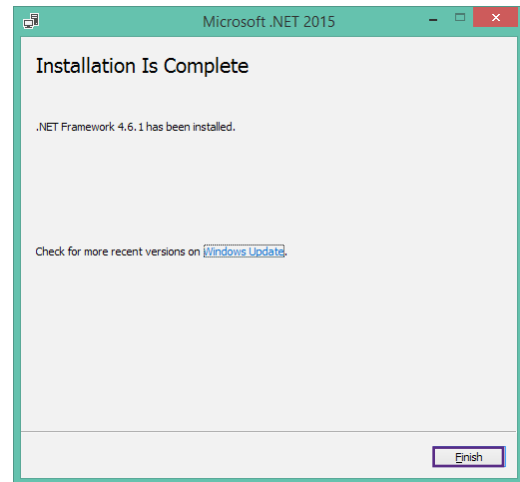 Microsoft .NET 2015
Installation Is Complete
.NET Framework 4.6.1 has been installed.
Check for more recent versions on Windows Update.
Finish